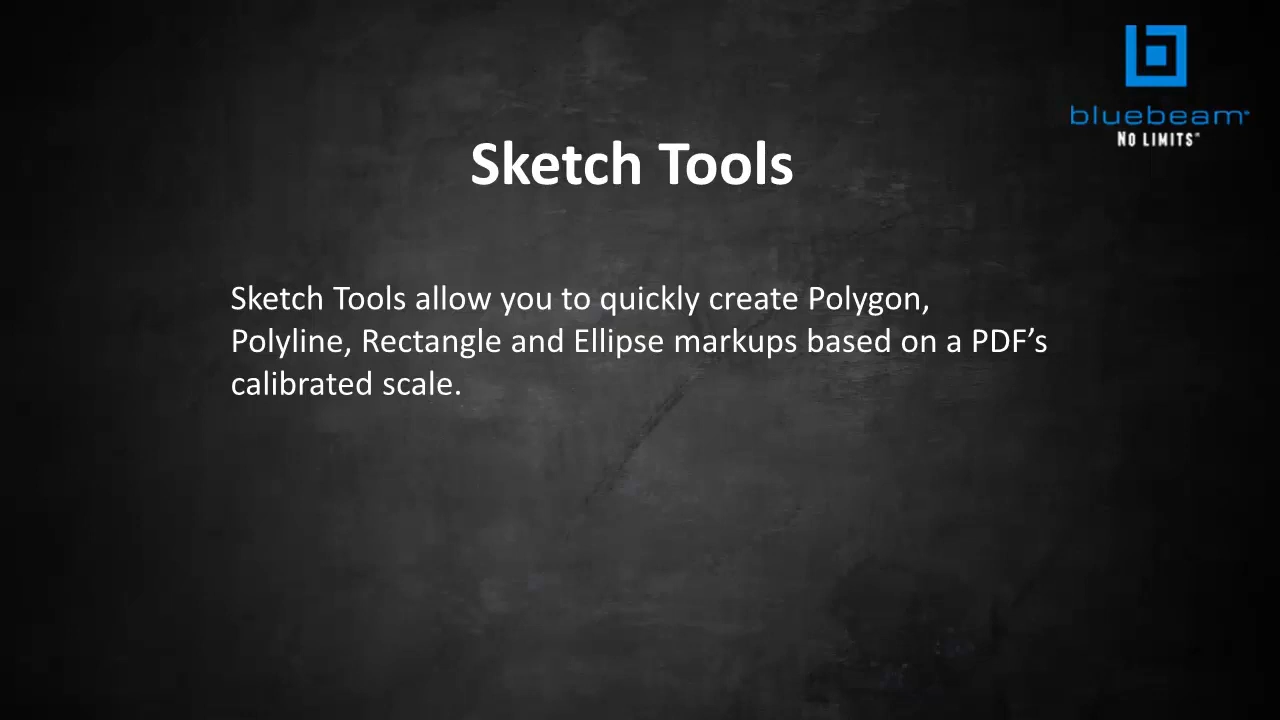 bluebeam®
NO LIMITS®
Sketch Tools
Sketch Tools allow you to quickly create Polygon,
Polyline, Rectangle and Ellipse markups based on a PDF’s
calibrated scale.